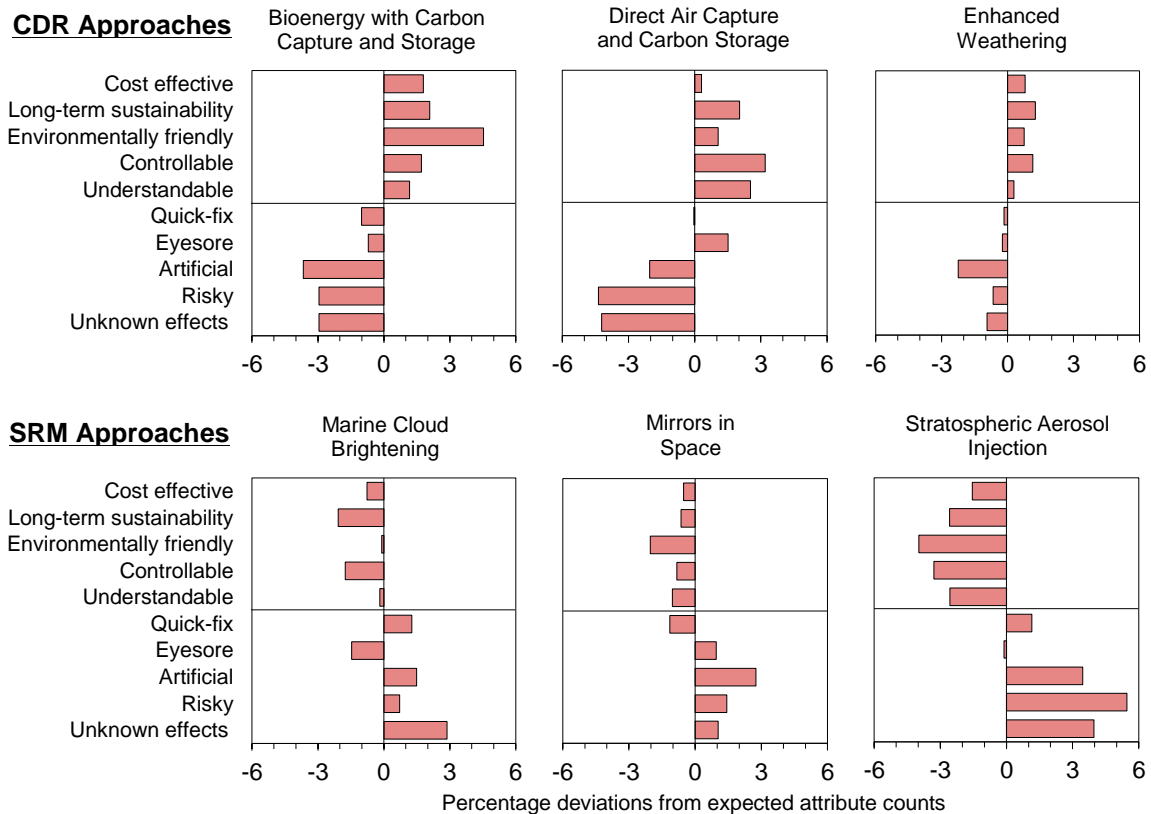 CDR Approaches
Bioenergy with Carbon
Capture and Storage
Direct Air Capture
and Carbon Storage
Enhanced
Weathering
Cost effective
Long-term sustainability
Environmentally friendly
Controllable
Understandable
Quick-fix
Eyesore
Artificial
Risky
Unknown effects
-6 -3 0 3 6 -6 -3 0 3 6 -6 -3 0 3 6
SRM Approaches
Marine Cloud
Brightening
Mirrors in
Space
Stratospheric Aerosol
Injection
Cost effective
Long-term sustainability
Environmentally friendly
Controllable
Understandable
Quick-fix
Eyesore
Artificial
Risky
Unknown effects
-6 -3 0 3 6 -6 -3 0 3 6 -6 -3 0 3 6
Percentage deviations from expected attribute counts